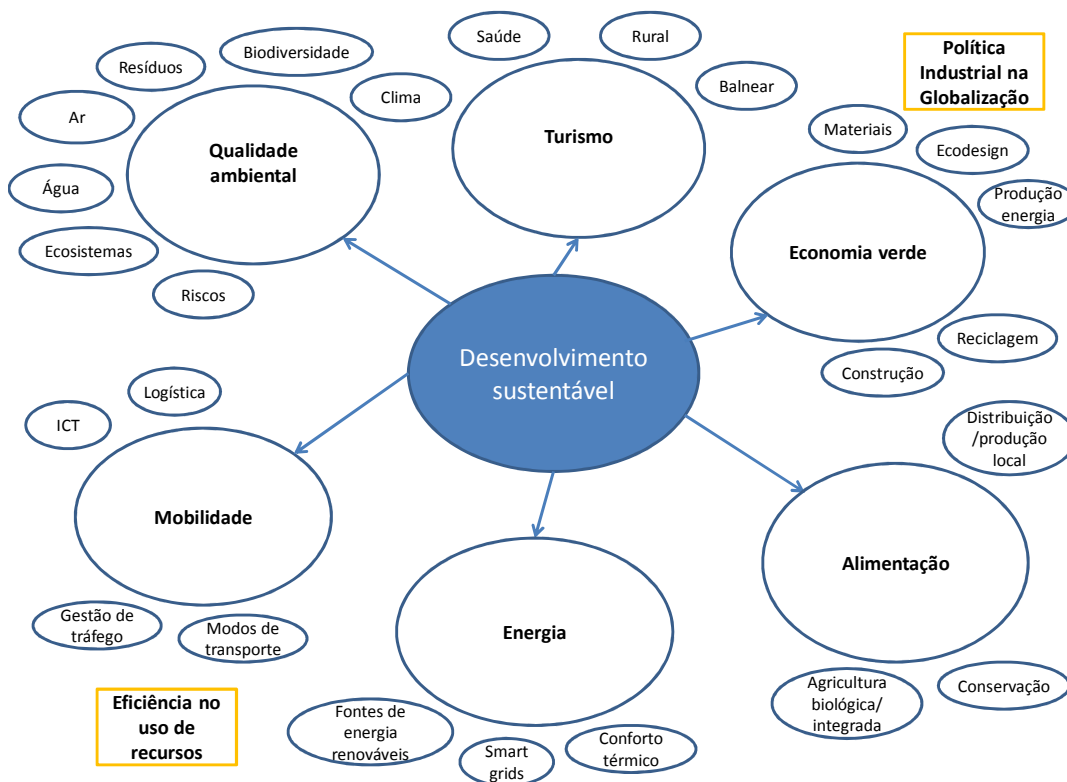 Saúde
Rural
Biodiversidade
Resíduos
Clima
Balnear
Ar
Água
Ecosistemas
Riscos
Qualidade
ambiental
Turismo
Política
Industrial na
Globalização
Materiais
Ecodesign
Produção
energia
Economia verde
Reciclagem
Construção
Desenvolvimento
sustentável
Logística
ICT
Mobilidade
Gestão de
tráfego
Modos de
transporte
Distribuição
/produção
local
Alimentação
Agricultura
biológica/
integrada
Conservação
Energia
Fontes de
energia
renováveis
Smart
grids
Conforto
térmico
Eficiência no
uso de
recursos